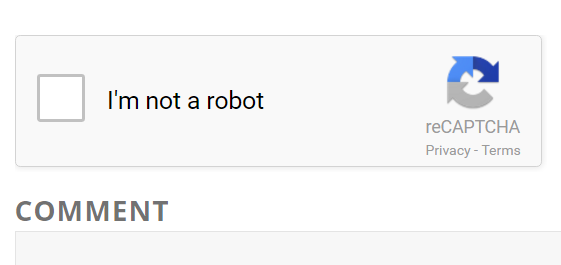 I'm not a robot
reCAPTCHA
Privacy - Terms
COMMENT